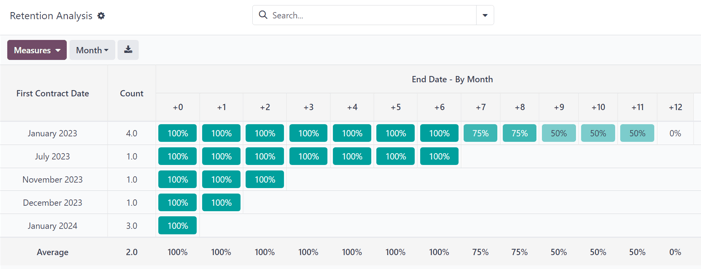 Retention Analysis
Search...
Measures Month
First Contract Date Count End Date - By Month
+0 +1 +2 +3 +4 +5 +6 +7 +8 +9 +10 +11 +12
January 2023 4.0 100% 100% 100% 100% 100% 100% 100% 75% 75% 50% 50% 50% 0%
July 2023 1.0 100% 100% 100% 100% 100% 100% 100%
November 2023 1.0 100% 100% 100%
December 2023 1.0 100% 100%
January 2024 3.0 100%
Average 2.0 100% 100% 100% 100% 100% 100% 100% 75% 75% 50% 50% 50% 0%